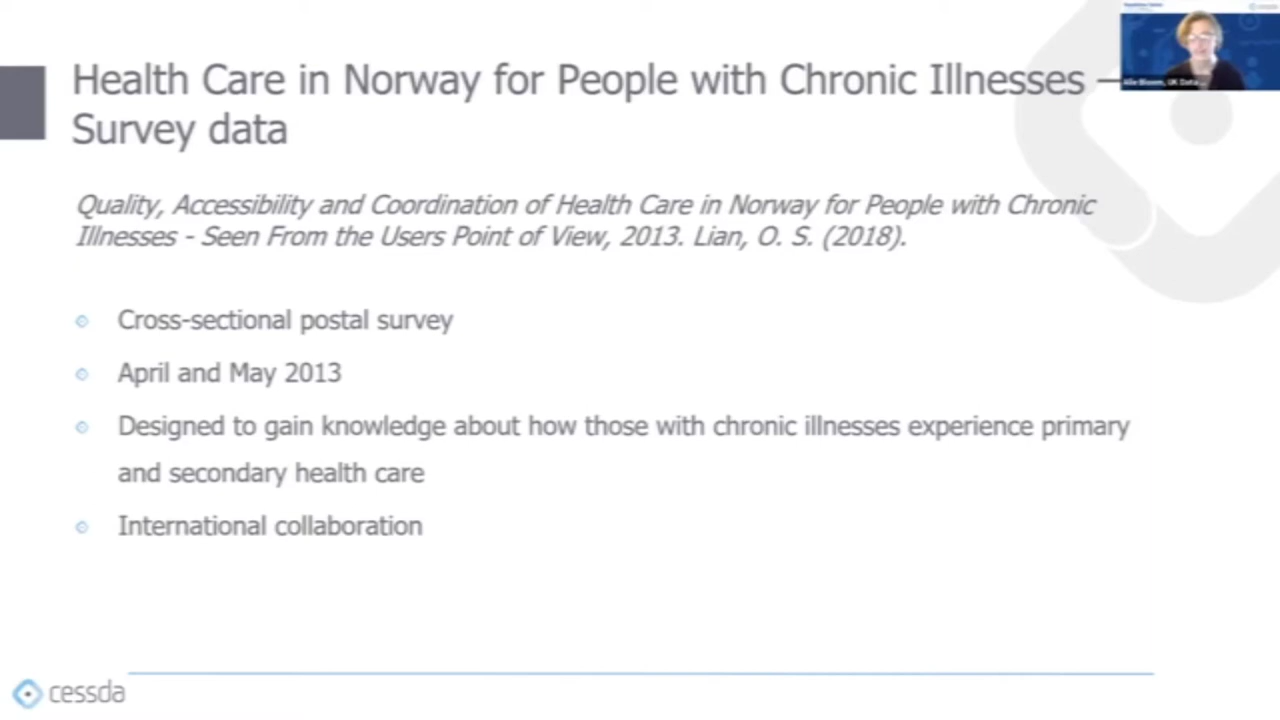 Health Care in Norway for People with Chronic Illnesses –
Survey data
Quality, Accessibility and Coordination of Health Care in Norway for People with Chronic
Illnesses - Seen From the Users Point of View, 2013. Lian, O. S. (2018).
Cross-sectional postal survey
April and May 2013
Designed to gain knowledge about how those with chronic illnesses experience primary
and secondary health care
International collaboration
cessda
UK Data